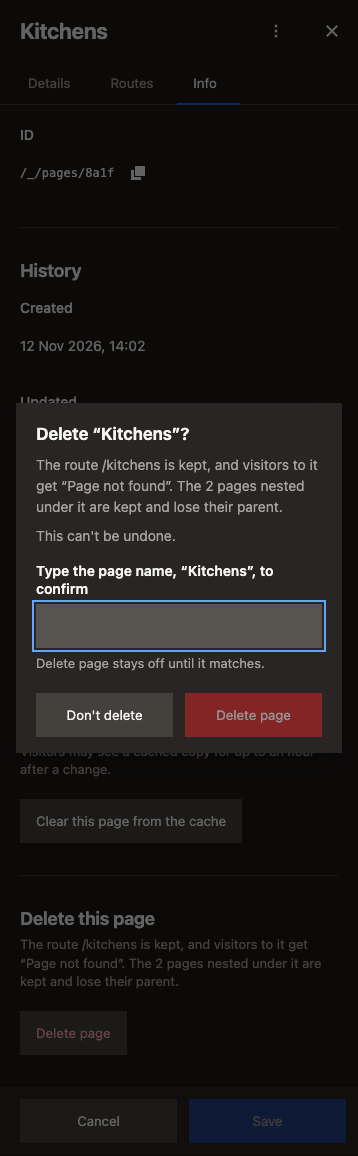 Kitchens
Details
Routes
Info
ID
/_/pages/8a1f
History
Created
12 Nov 2026, 14:02
Updated
Delete “Kitchens”?
The route /kitchens is kept, and visitors to it
get “Page not found”. The 2 pages nested
under it are kept and lose their parent.
This can't be undone.
Type the page name, “Kitchens”, to
confirm
Delete page stays off until it matches.
Don't delete
Delete page
Visitors may see a cached copy for up to an hour
after a change.
Clear this page from the cache
Delete this page
The route /kitchens is kept, and visitors to it get
“Page not found”. The 2 pages nested under it are
kept and lose their parent.
Delete page
Cancel
Save